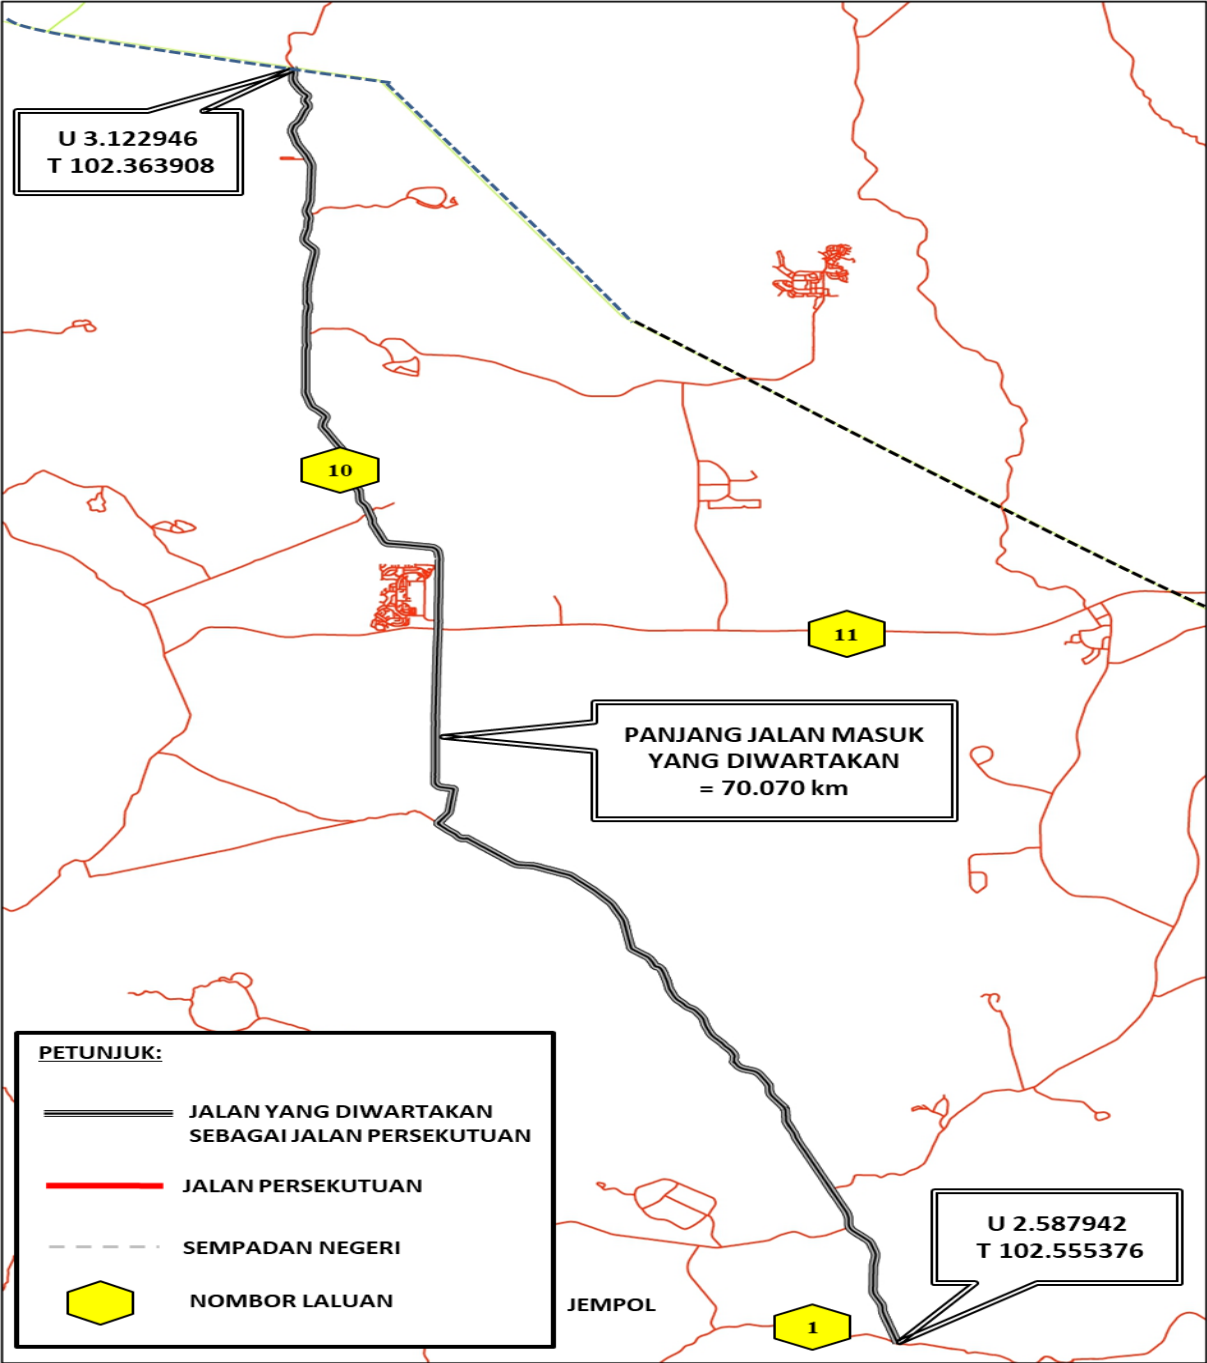 U 3.122946
T 102.363908
10
11
PANJANG JALAN MASUK
YANG DIWARTAKAN
= 70.070 km
PETUNJUK:
JALAN YANG DIWARTAKAN
SEBAGAI JALAN PERSEKUTUAN
JALAN PERSEKUTUAN
SEMPADAN NEGERI
NOMBOR LALUAN
U 2.587942
T 102.555376
JEMPOL
1